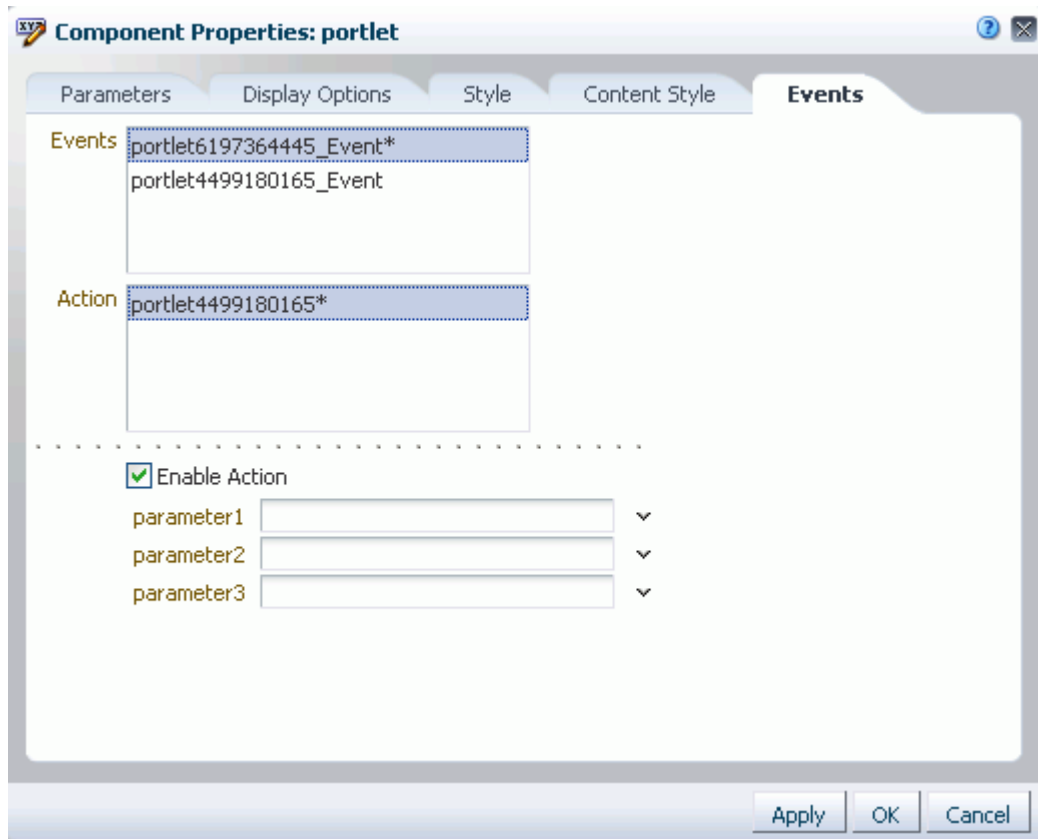 Component Properties: portlet
Parameters Display Options Style Content Style Events
Events
portlet6197364445_Event*
portlet4499180165_Event
Action
portlet4499180165*
Enable Action
parameter1
parameter2
parameter3
Apply OK Cancel